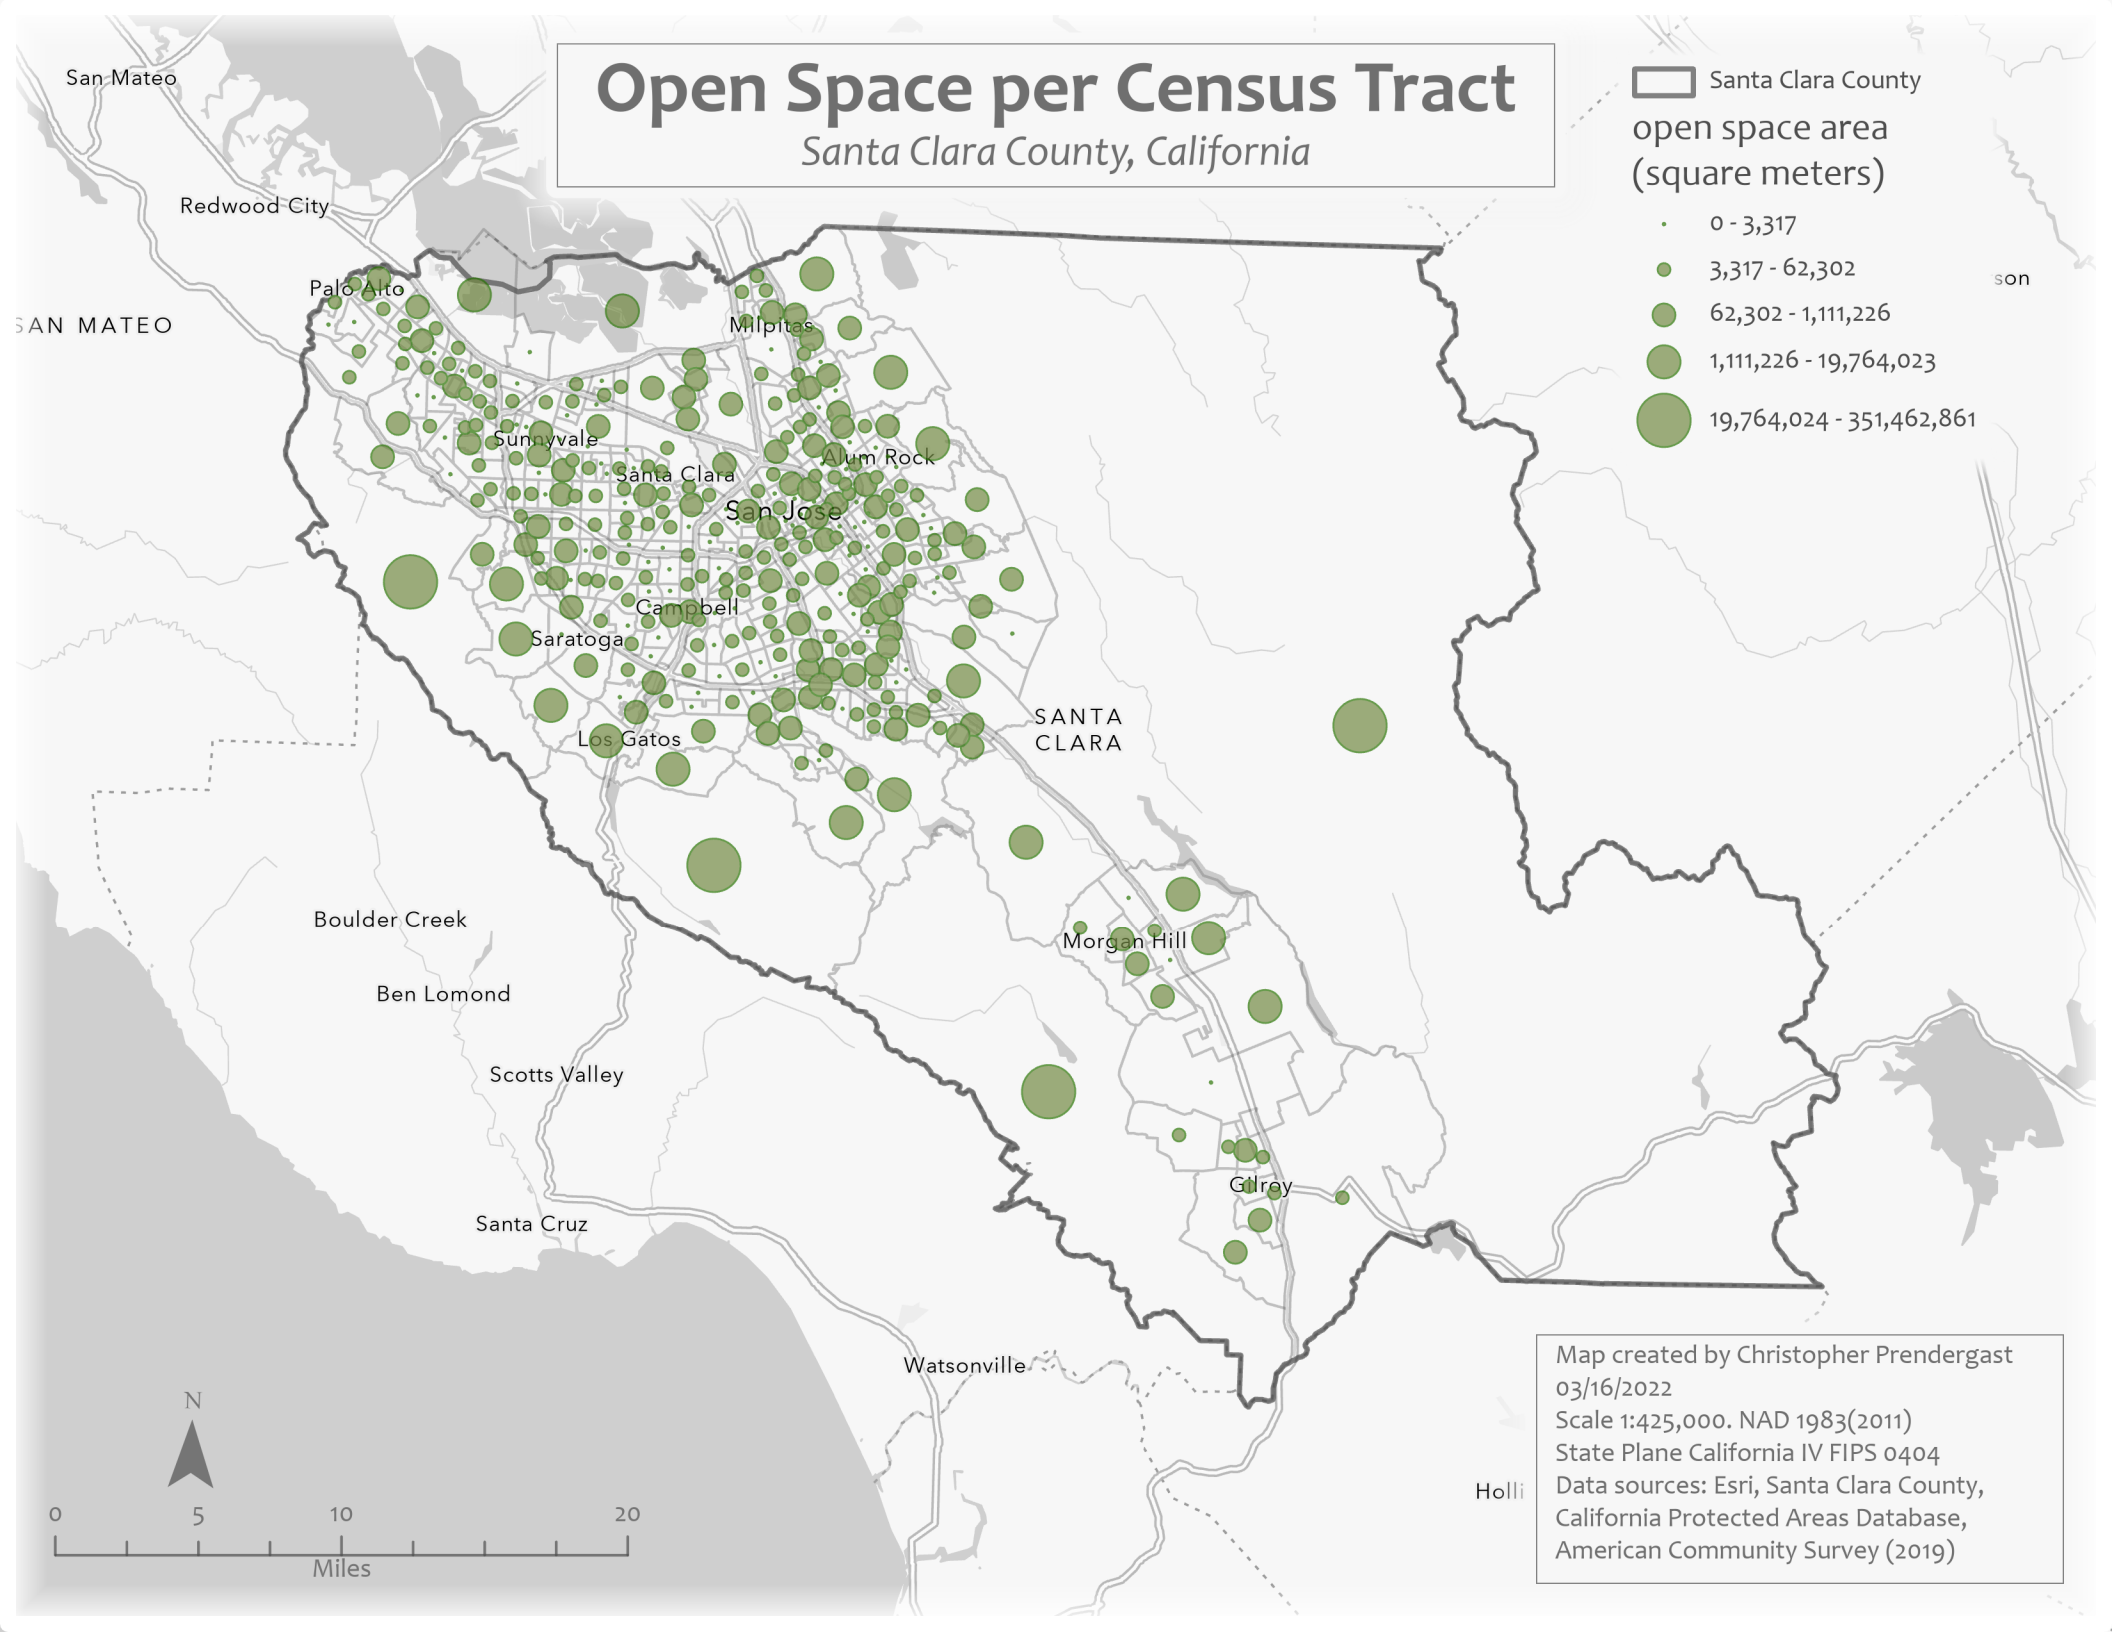 Open Space per Census Tract
Santa Clara County, California
Santa Clara County
open space area
(square meters)
0 - 3,317
3,317 - 62,302
62,302 - 1,111,226
1,111,226 - 19,764,023
19,764,024 - 351,462,861
San Mateo
Redwood City
son
Palo Alto
SAN MATEO
Milpitas
Sunnyvale
Alum Rock
Santa Clara
San Jose
Campbell
Saratoga
SANTA
CLARA
Los Gatos
Boulder Creek
Morgan Hill
Ben Lomond
Scotts Valley
Gilroy
Santa Cruz
Watsonville
Holli
N
0 5 10 20
Miles
Map created by Christopher Prendergast
03/16/2022
Scale 1:425,000. NAD 1983(2011)
State Plane California IV FIPS 0404
Data sources: Esri, Santa Clara County,
California Protected Areas Database,
American Community Survey (2019)